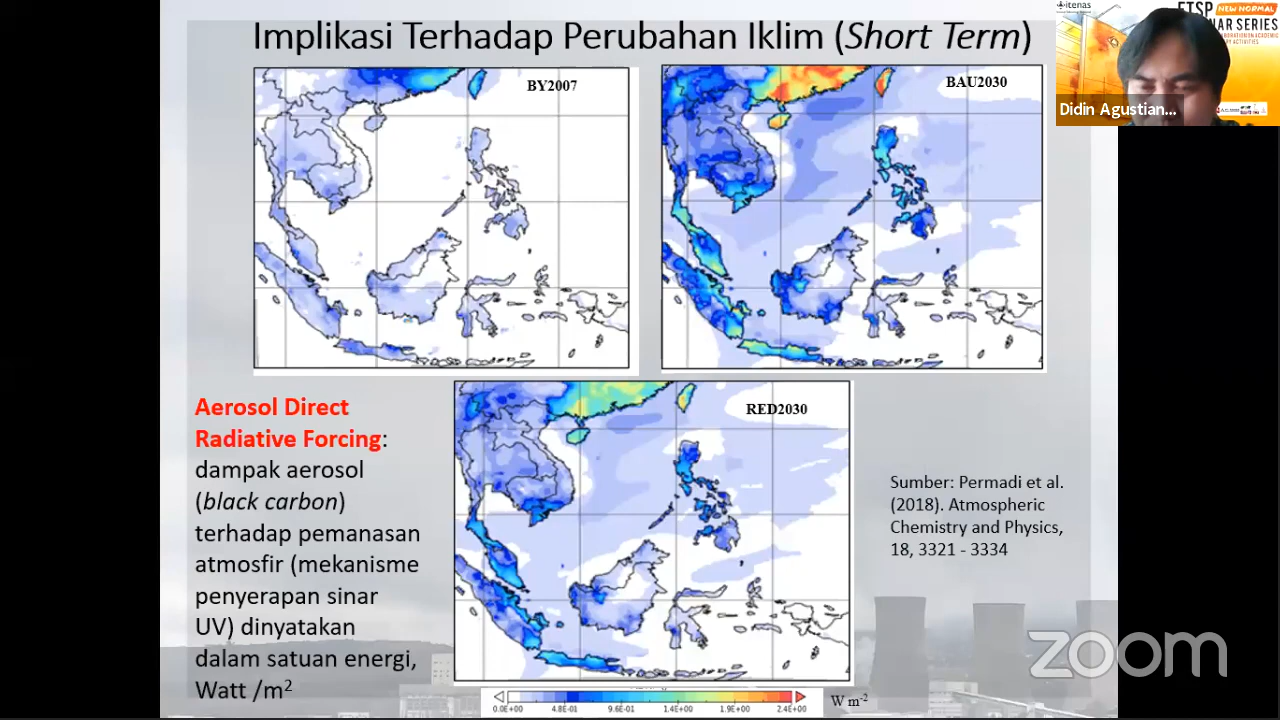 Implikasi Terhadap Perubahan Iklim (Short Term)
BY2007
BAU2030
RED2030
Aerosol Direct
Radiative Forcing:
dampak aerosol
(black carbon)
terhadap pemanasan
atmosfir (mekanisme
penyerapan sinar
UV) dinyatakan
dalam satuan energi,
Watt /m²
Sumber: Permadi et al.
(2018). Atmospheric
Chemistry and Physics,
18, 3321 - 3334
0.0E+00 4.8E-01 9.6E-01 1.4E+00 1.9E+00 2.4E+00
W m⁻²
itenas
FTSP
NEW NORMAL
NAR SERIES
Didin Agustian...
zoom